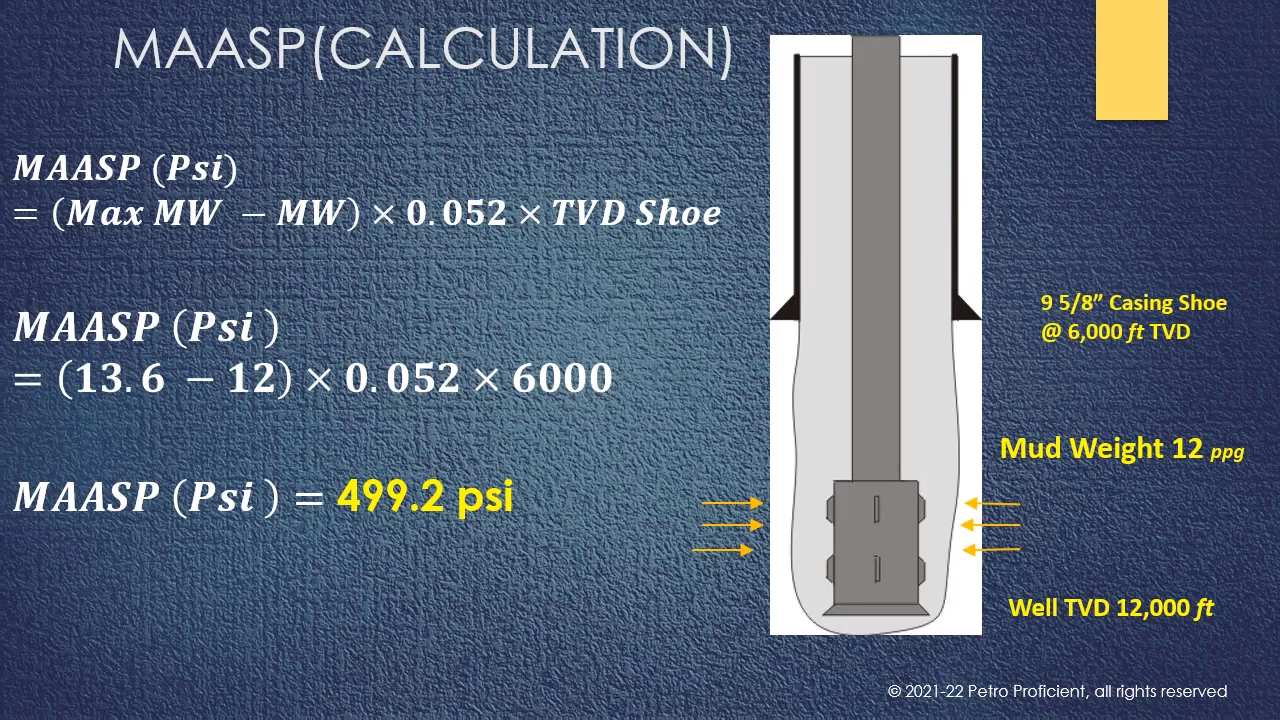 MAASP(CALCULATION)
MAASP (Psi)
= (Max MW − MW) × 0.052 × TVD Shoe
MAASP (Psi )
= (13.6 − 12) × 0.052 × 6000
MAASP (Psi ) = 499.2 psi
9 5/8” Casing Shoe
@ 6,000 ft TVD
Mud Weight 12 ppg
Well TVD 12,000 ft
© 2021-22 Petro Proficient, all rights reserved